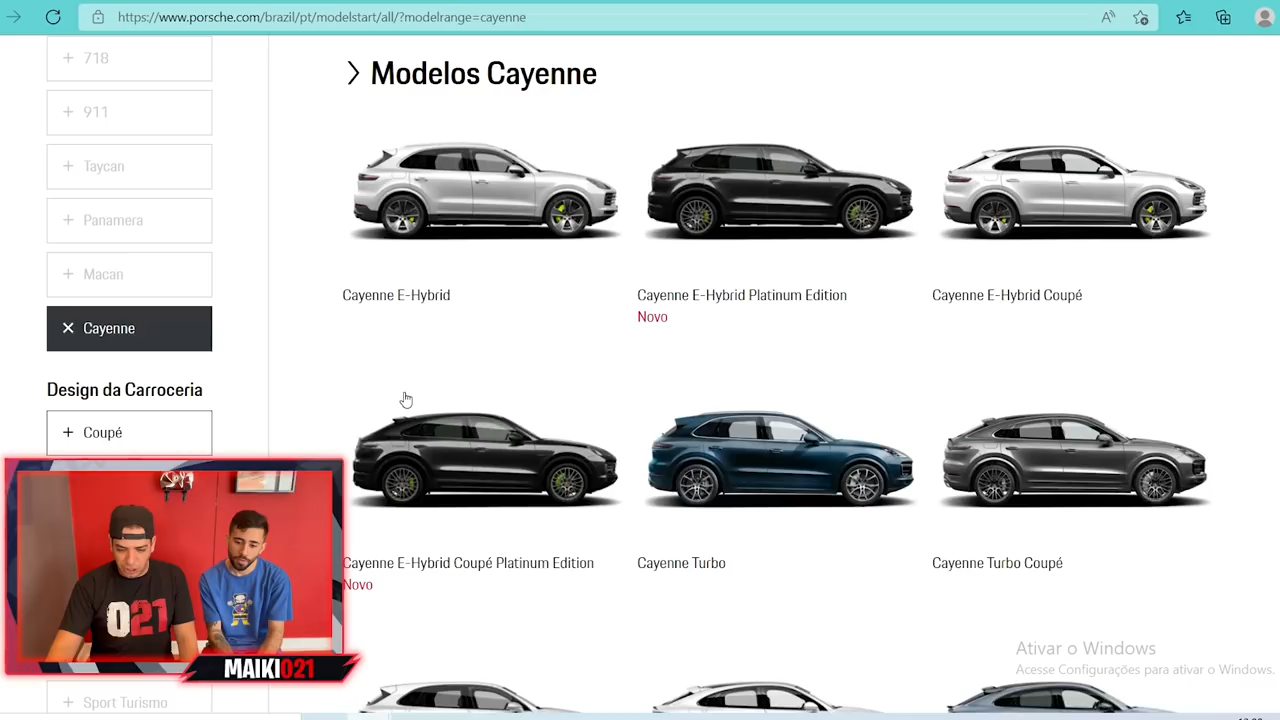 https://www.porsche.com/brazil/pt/modelstart/all/?modelrange=cayenne
718
911
Taycan
Panamera
Macan
Cayenne
Design da Carroceria
Coupé
Sport Turismo
Modelos Cayenne
Cayenne E-Hybrid
Cayenne E-Hybrid Platinum Edition
Novo
Cayenne E-Hybrid Coupé
Cayenne E-Hybrid Coupé Platinum Edition
Novo
Cayenne Turbo
Cayenne Turbo Coupé
021
MAIKI021
Ativar o Windows
Acesse Configurações para ativar o Windows.